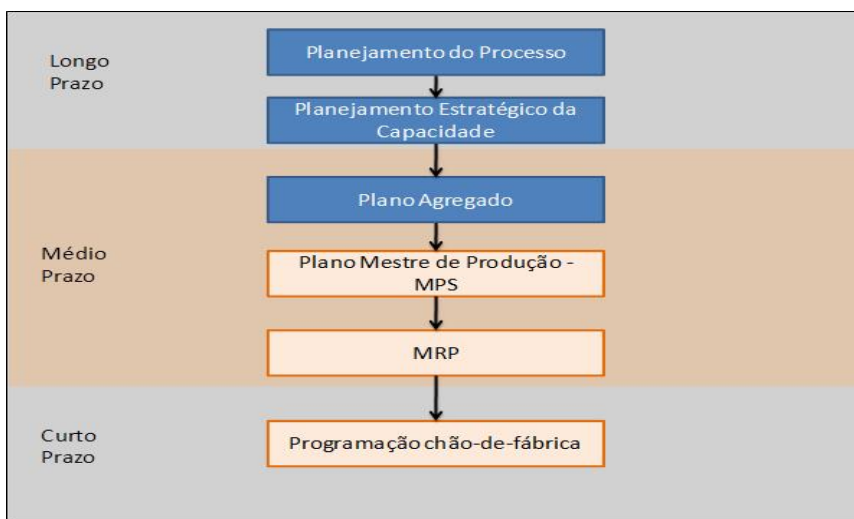 Longo
Prazo
Planejamento do Processo
Planejamento Estratégico da
Capacidade
Médio
Prazo
Plano Agregado
Plano Mestre de Produção -
MPS
MRP
Curto
Prazo
Programação chão-de-fábrica